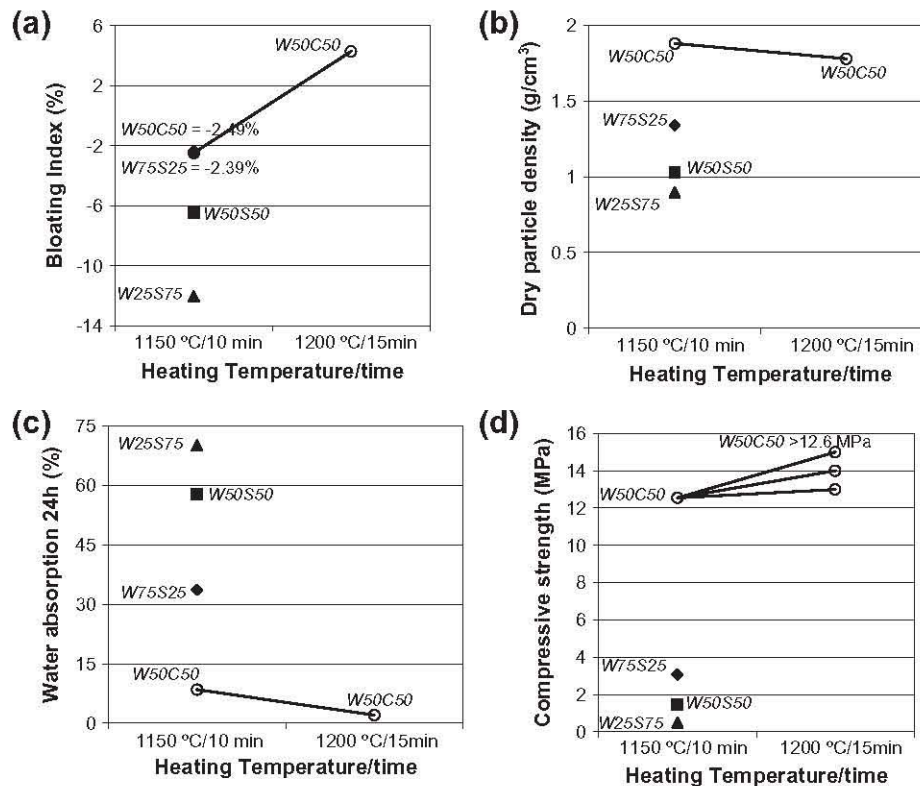 (a)
Bloating Index (%)
6
2
-2
-6
-10
-14
W50C50
W50C50 = -2.49%
W75S25 = -2.39%
W50S50
W25S75
1150 ºC/10 min
1200 ºC/15min
Heating Temperature/time
(b)
Dry particle density (g/cm³)
2
1.5
1
0.5
0
W50C50
W50C50
W75S25
W50S50
W25S75
1150 ºC/10 min
1200 ºC/15min
Heating Temperature/time
(c)
Water absorption 24h (%)
75
60
45
30
15
0
W25S75
W50S50
W75S25
W50C50
W50C50
1150 ºC/10 min
1200 ºC/15min
Heating Temperature/time
(d)
Compressive strength (MPa)
16
14
12
10
8
6
4
2
0
W50C50 >12.6 MPa
W50C50
W75S25
W50S50
W25S75
1150 ºC/10 min
1200 ºC/15min
Heating Temperature/time